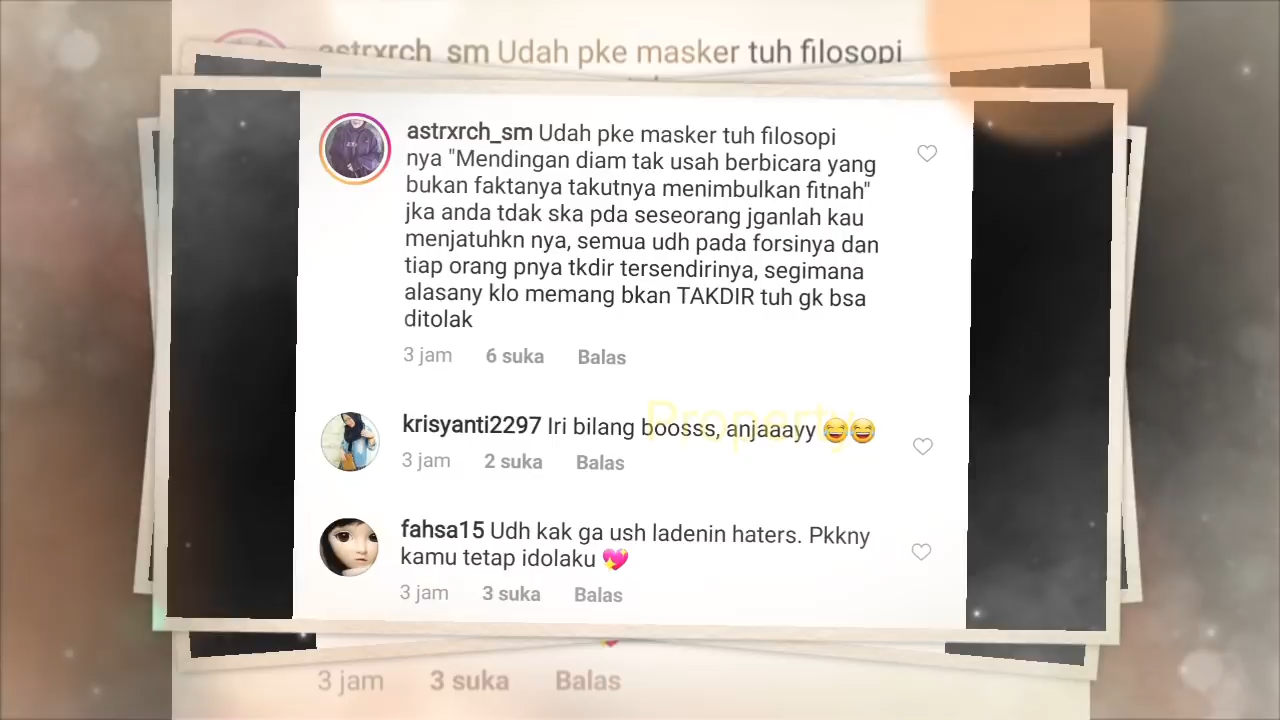 astrxrch_sm Udah pke masker tuh filosopi
astrxrch_sm Udah pke masker tuh filosopi
nya "Mendingan diam tak usah berbicara yang
bukan faktanya takutnya menimbulkan fitnah"
jka anda tdak ska pda seseorang jganlah kau
menjatuhkn nya, semua udh pada forsinya dan
tiap orang pnya tkdir tersendirinya, segimana
alasany klo memang bkan TAKDIR tuh gk bsa
ditolak
3 jam 6 suka Balas
Property
krisyanti2297 Iri bilang boosss, anjaaayy 😂😂
3 jam 2 suka Balas
fahsa15 Udh kak ga ush ladenin haters. Pkkny
kamu tetap idolaku 💖
3 jam 3 suka Balas
3 jam 3 suka Balas